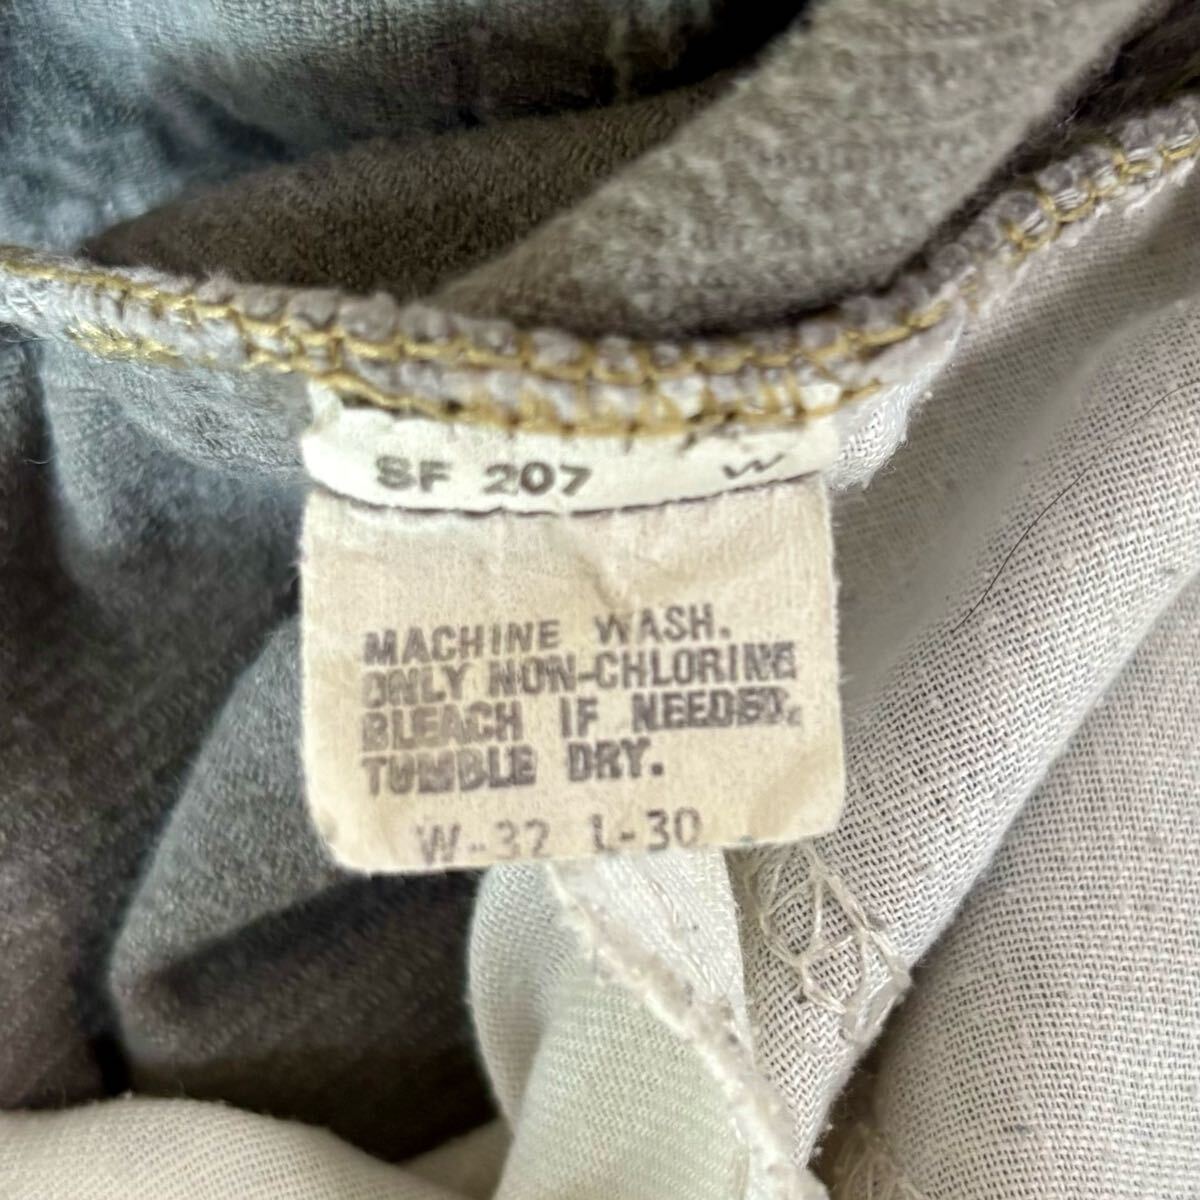 SF 207 W
MACHINE WASH.
ONLY NON-CHLORINE
BLEACH IF NEEDED.
TUMBLE DRY.
W-32 L-30